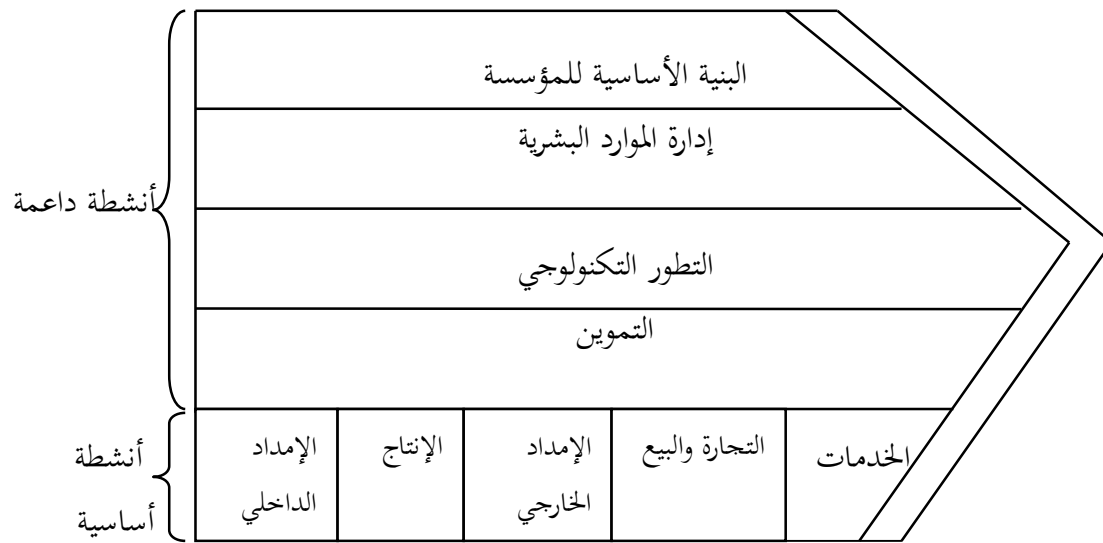 البنية الأساسية للمؤسسة
إدارة الموارد البشرية
أنشطة داعمة
التطور التكنولوجي
التموين
الإمداد
الداخلي
الإنتاج
الإمداد
الخارجي
التجارة والبيع
الخدمات
أنشطة
أساسية